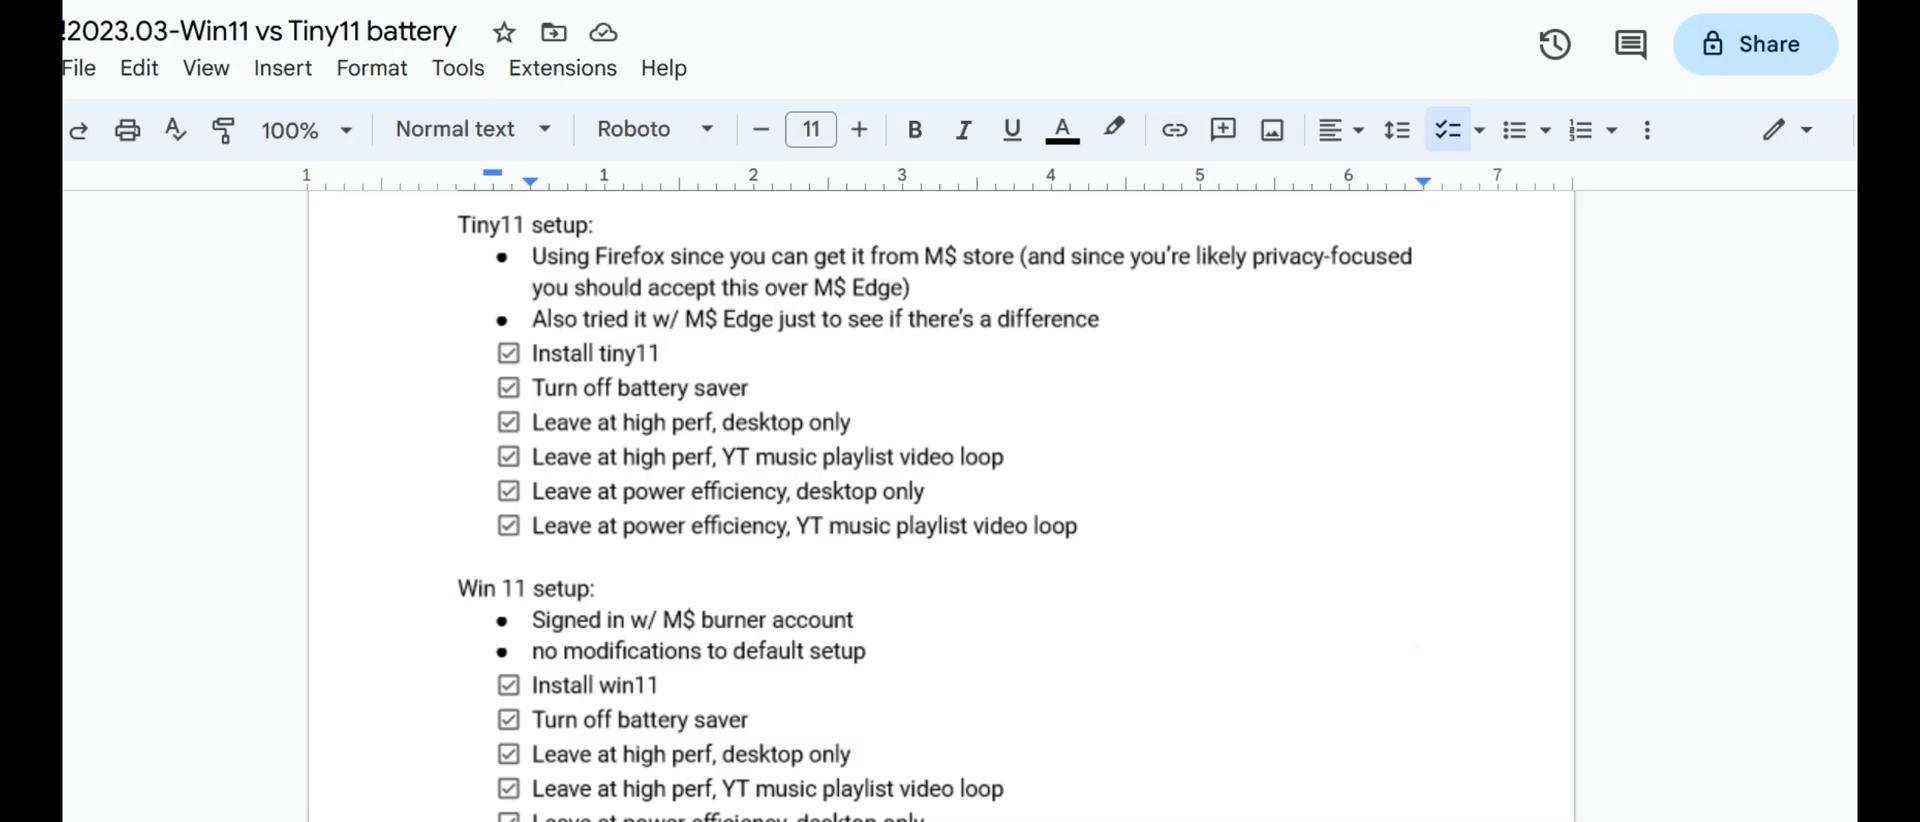 !2023.03-Win11 vs Tiny11 battery
File Edit View Insert Format Tools Extensions Help
Share
100% Normal text Roboto 11 B I U A
1 1 2 3 4 5 6 7
Tiny11 setup:
Using Firefox since you can get it from M$ store (and since you're likely privacy-focused
you should accept this over M$ Edge)
Also tried it w/ M$ Edge just to see if there's a difference
Install tiny11
Turn off battery saver
Leave at high perf, desktop only
Leave at high perf, YT music playlist video loop
Leave at power efficiency, desktop only
Leave at power efficiency, YT music playlist video loop
Win 11 setup:
Signed in w/ M$ burner account
no modifications to default setup
Install win11
Turn off battery saver
Leave at high perf, desktop only
Leave at high perf, YT music playlist video loop
Leave at power efficiency, desktop only